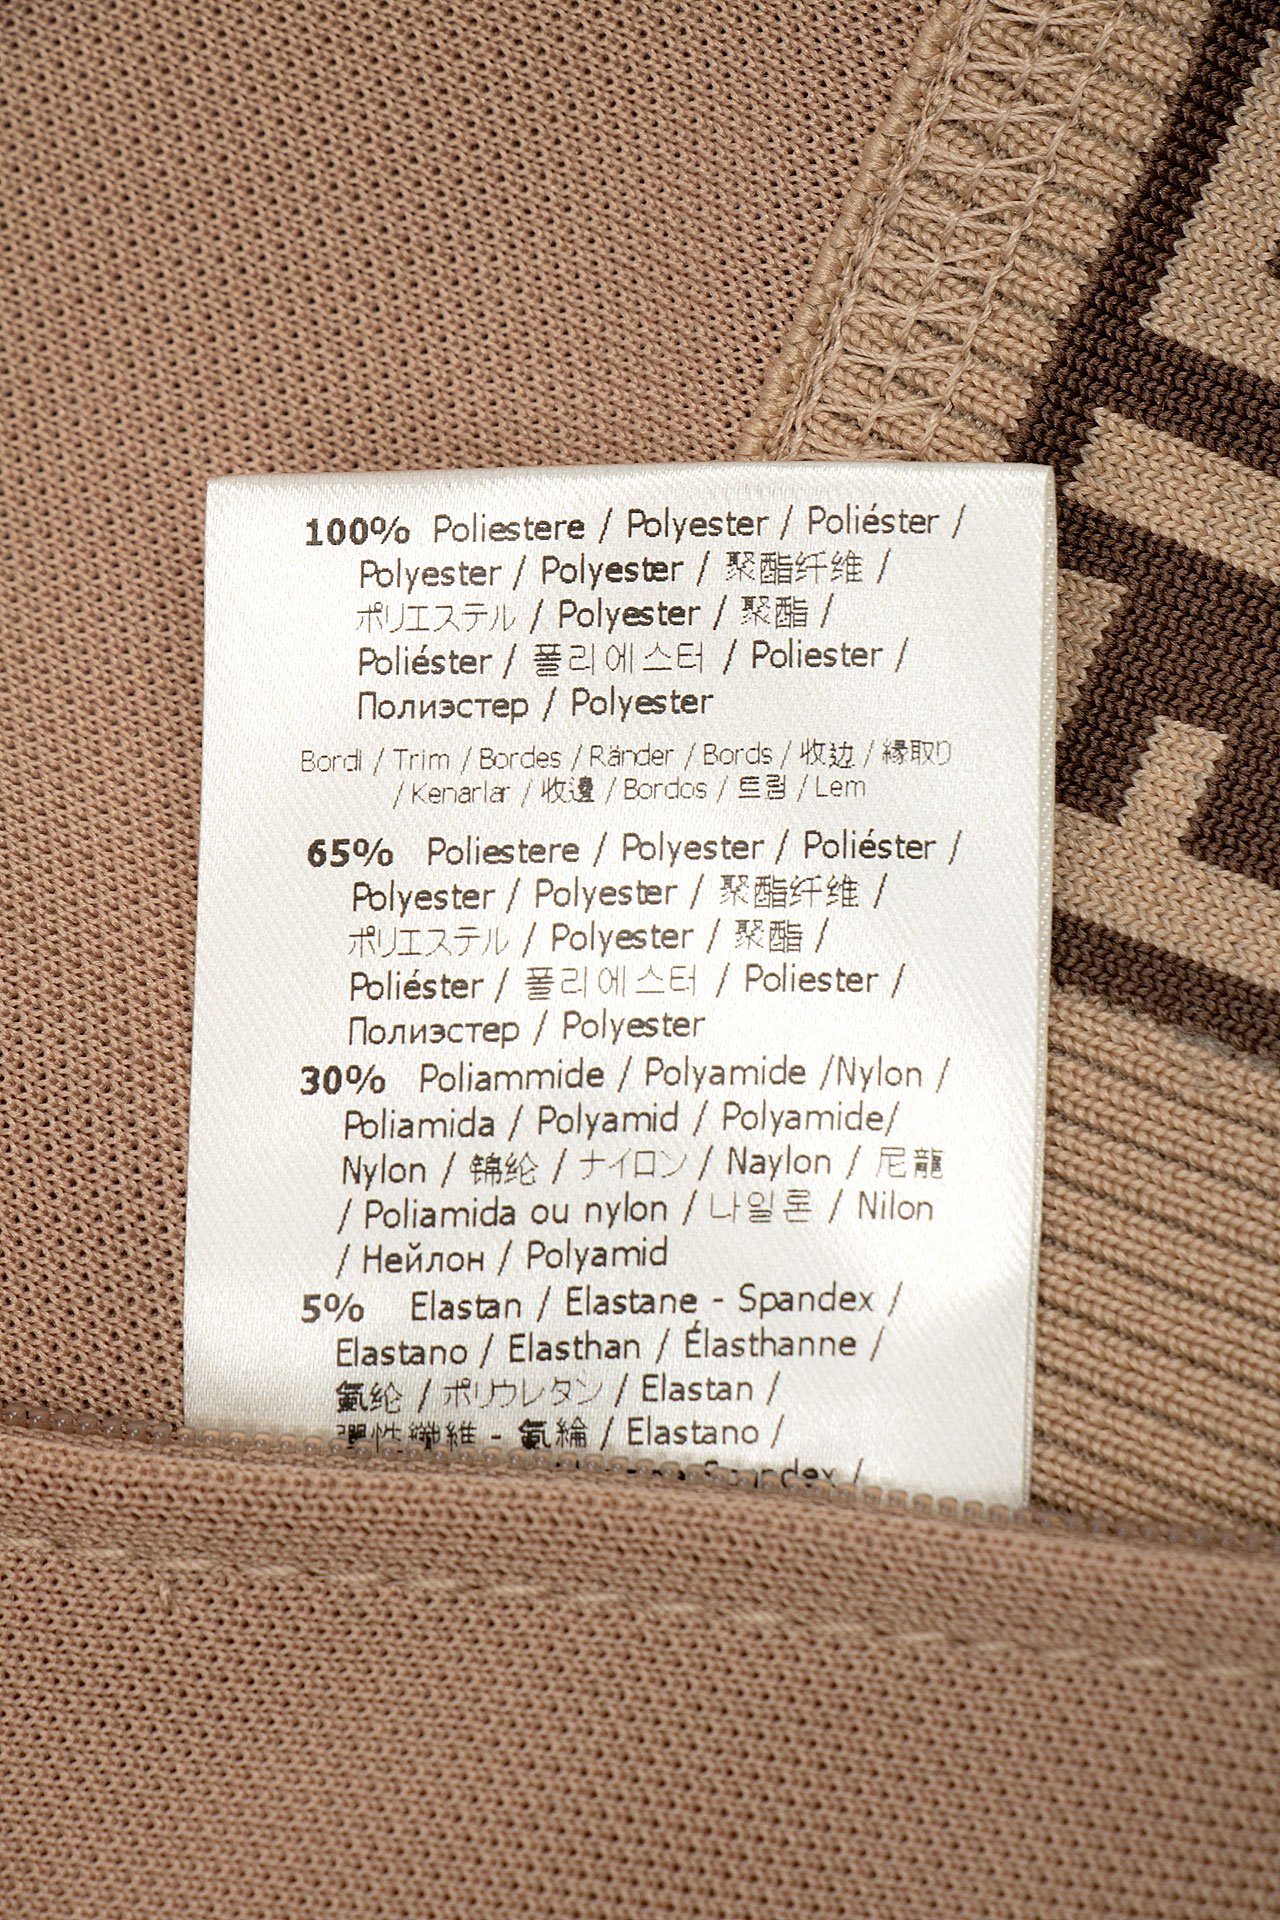 100% Poliestere / Polyester / Poliéster /
Polyester / Polyester / 聚酯纤维 /
ポリエステル / Polyester / 聚酯 /
Poliéster / 폴리에스터 / Poliester /
Полиэстер / Polyester
Bordi / Trim / Bordes / Ränder / Bords / 收边 / 縁取り
/ Kenarlar / 收邊 / Bordos / 트림 / Lem
65% Poliestere / Polyester / Poliéster /
Polyester / Polyester / 聚酯纤维 /
ポリエステル / Polyester / 聚酯 /
Poliéster / 폴리에스터 / Poliester /
Полиэстер / Polyester
30% Poliammide / Polyamide /Nylon /
Poliamida / Polyamid / Polyamide/
Nylon / 锦纶 / ナイロン / Naylon / 尼龍
/ Poliamida ou nylon / 나일론 / Nilon
/ Нейлон / Polyamid
5% Elastan / Elastane - Spandex /
Elastano / Elasthan / Élasthanne /
氨纶 / ポリウレタン / Elastan /
彈性纖維 - 氨綸 / Elastano /
Spandex /